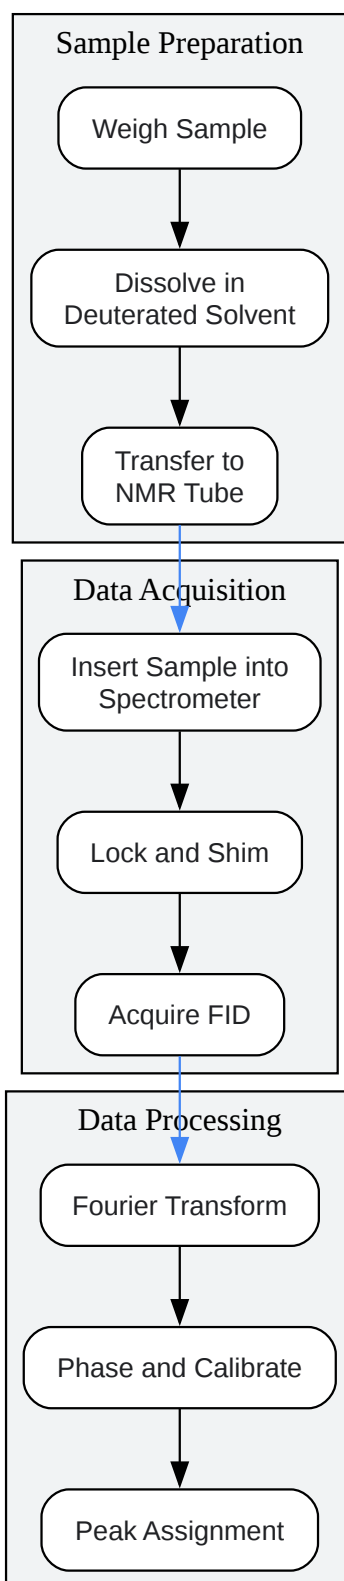 Sample Preparation
Weigh Sample
Dissolve in
Deuterated Solvent
Transfer to
NMR Tube
Data Acquisition
Insert Sample into
Spectrometer
Lock and Shim
Acquire FID
Data Processing
Fourier Transform
Phase and Calibrate
Peak Assignment